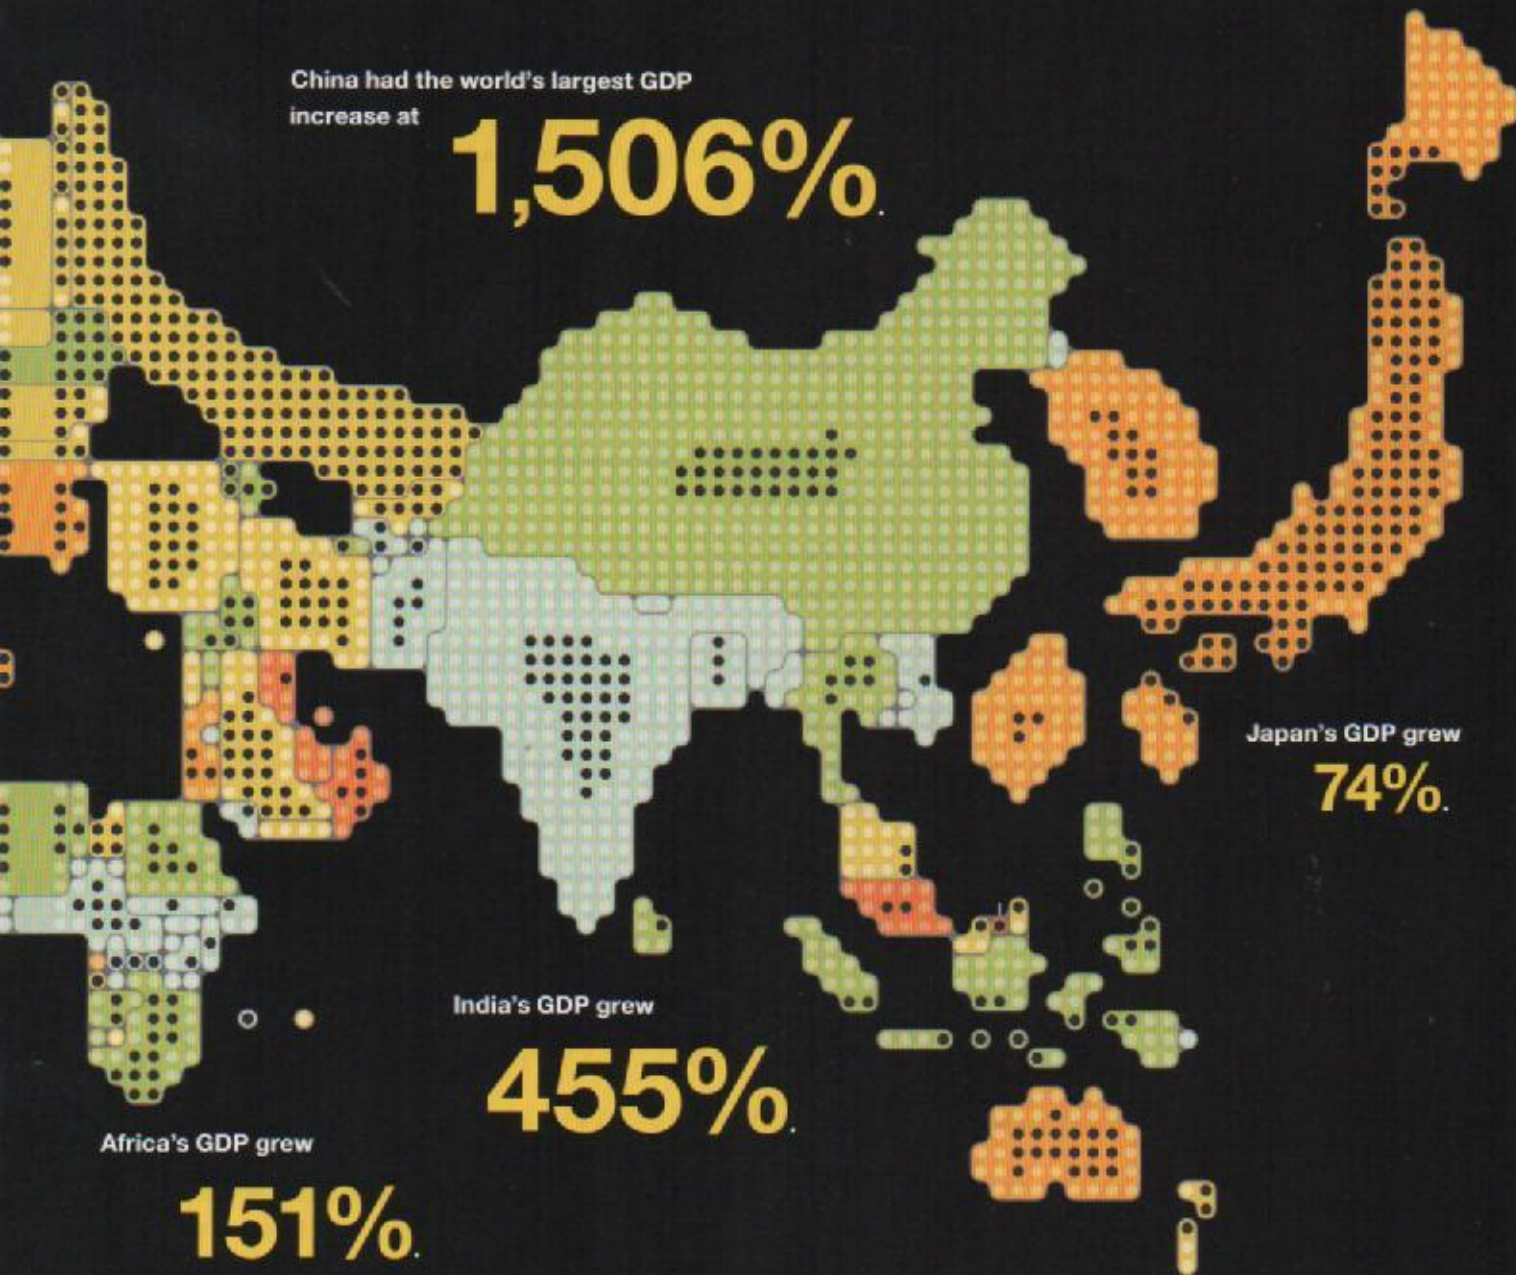 China had the world's largest GDP
increase at
1,506%.
Japan's GDP grew
74%.
India's GDP grew
455%.
Africa's GDP grew
151%.